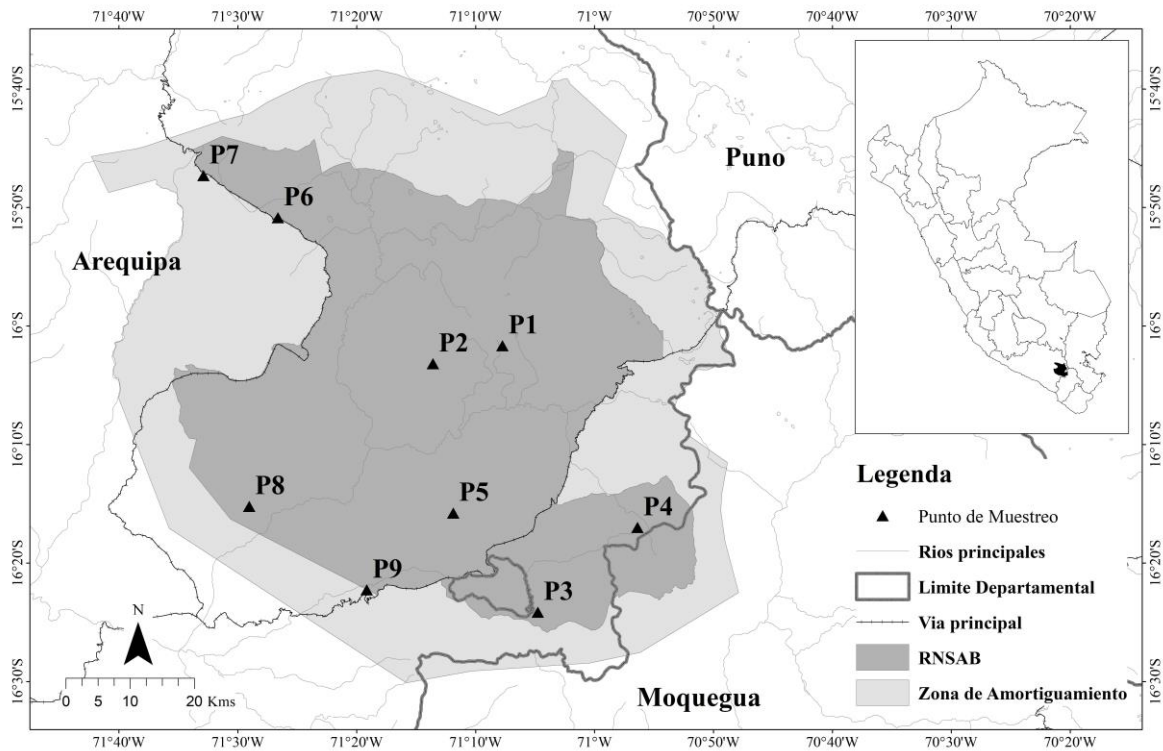 71°40'W 71°30'W 71°20'W 71°10'W 71°0'W 70°50'W 70°40'W 70°30'W 70°20'W
15°40'S 15°40'S
Puno
P7
15°50'S P6 15°50'S
Arequipa
16°S P1 16°S
P2
16°10'S 16°10'S
P8 P5 P4
16°20'S 16°20'S
P9
P3
16°30'S 16°30'S
Moquegua
N
0 5 10 20 Kms
Legenda
Punto de Muestreo
Rios principales
Limite Departamental
Via principal
RNSAB
Zona de Amortiguamiento
71°40'W 71°30'W 71°20'W 71°10'W 71°0'W 70°50'W 70°40'W 70°30'W 70°20'W